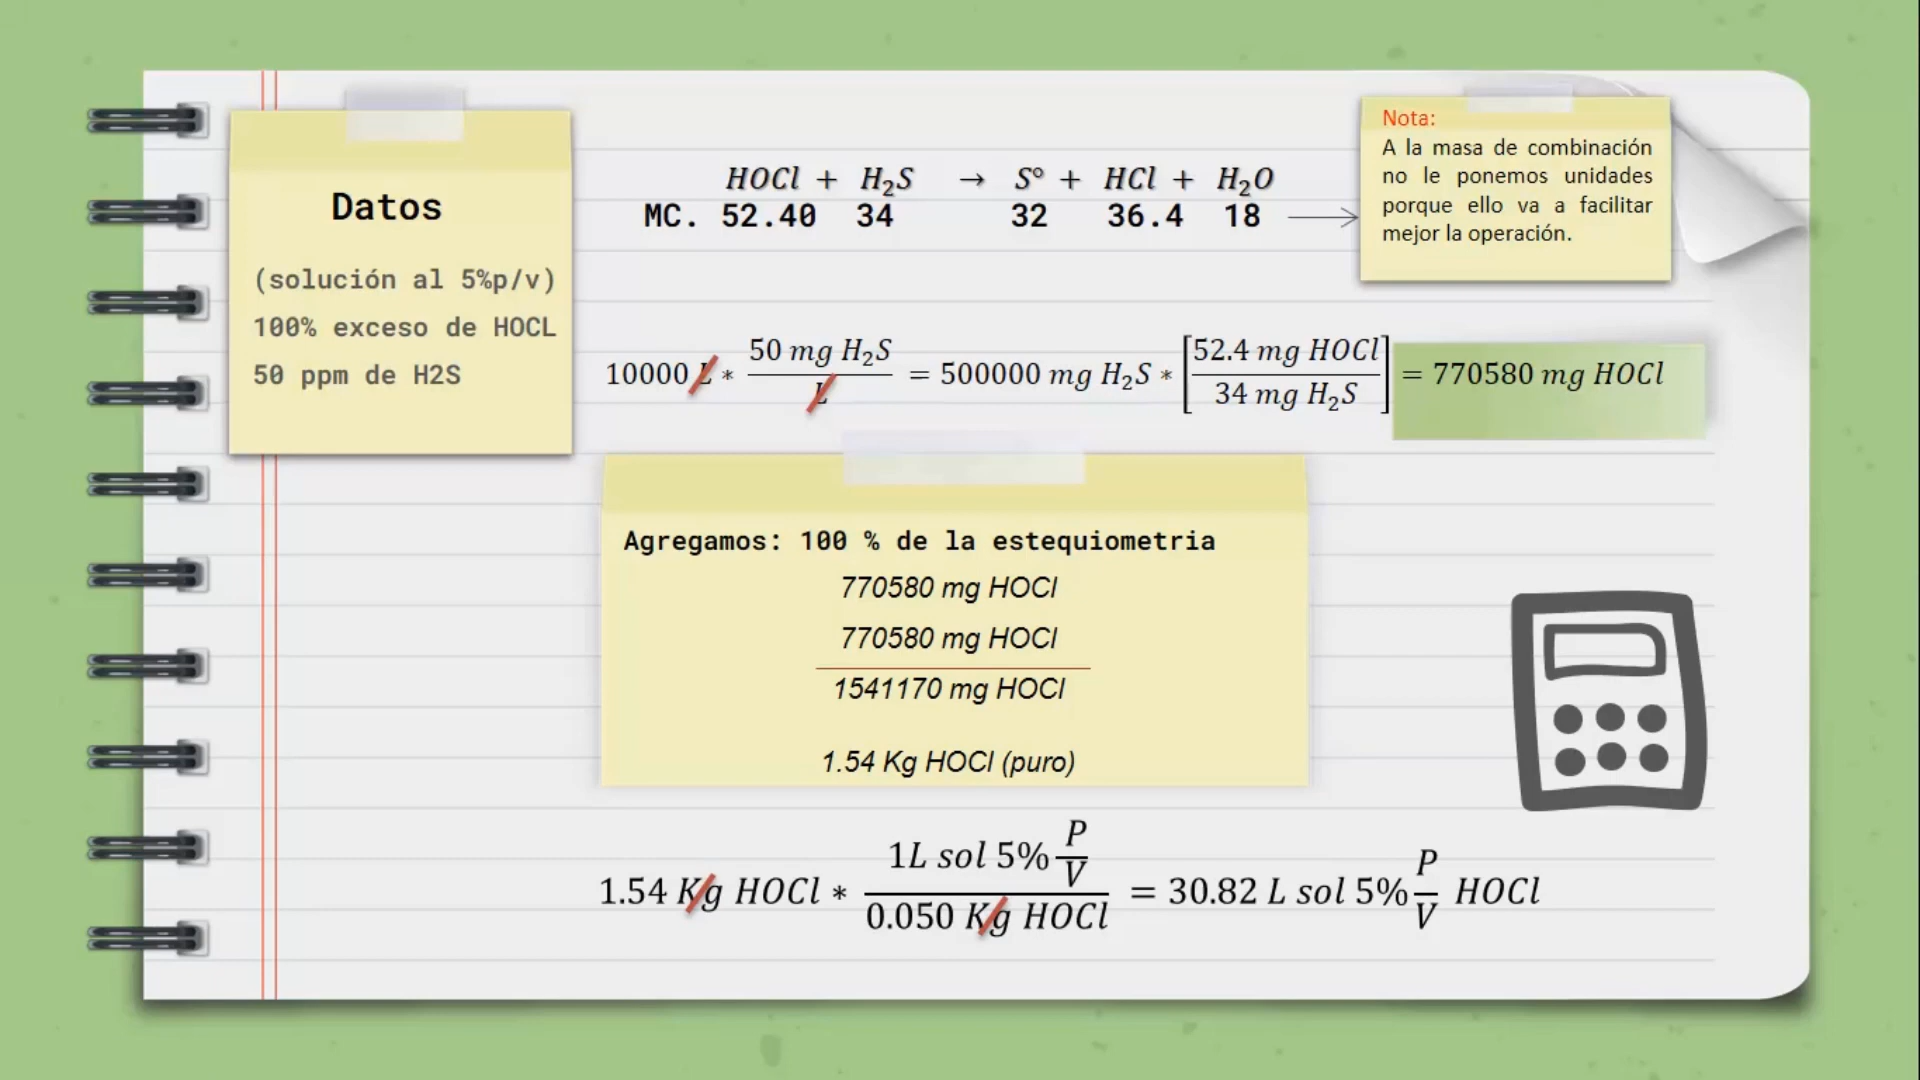 Datos
(solución al 5%p/v)
100% exceso de HOCL
50 ppm de H2S
HOCl + H₂S → S° + HCl + H₂O
MC. 52.40 34 32 36.4 18
Nota:
A la masa de combinación
no le ponemos unidades
porque ello va a facilitar
mejor la operación.
10000 L * 50 mg H₂S / L = 500000 mg H₂S * [52.4 mg HOCl / 34 mg H₂S] = 770580 mg HOCl
Agregamos: 100 % de la estequiometria
770580 mg HOCl
770580 mg HOCl
1541170 mg HOCl
1.54 Kg HOCl (puro)
1.54 Kg HOCl * 1L sol 5% P/V / 0.050 Kg HOCl = 30.82 L sol 5% P/V HOCl